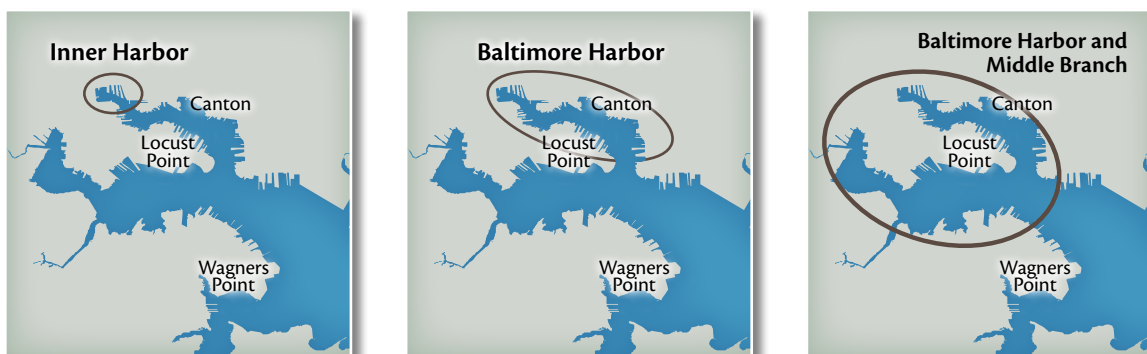 Inner Harbor
Canton
Locust
Point
Wagners
Point
Baltimore Harbor
Canton
Locust
Point
Wagners
Point
Baltimore Harbor and
Middle Branch
Canton
Locust
Point
Wagners
Point